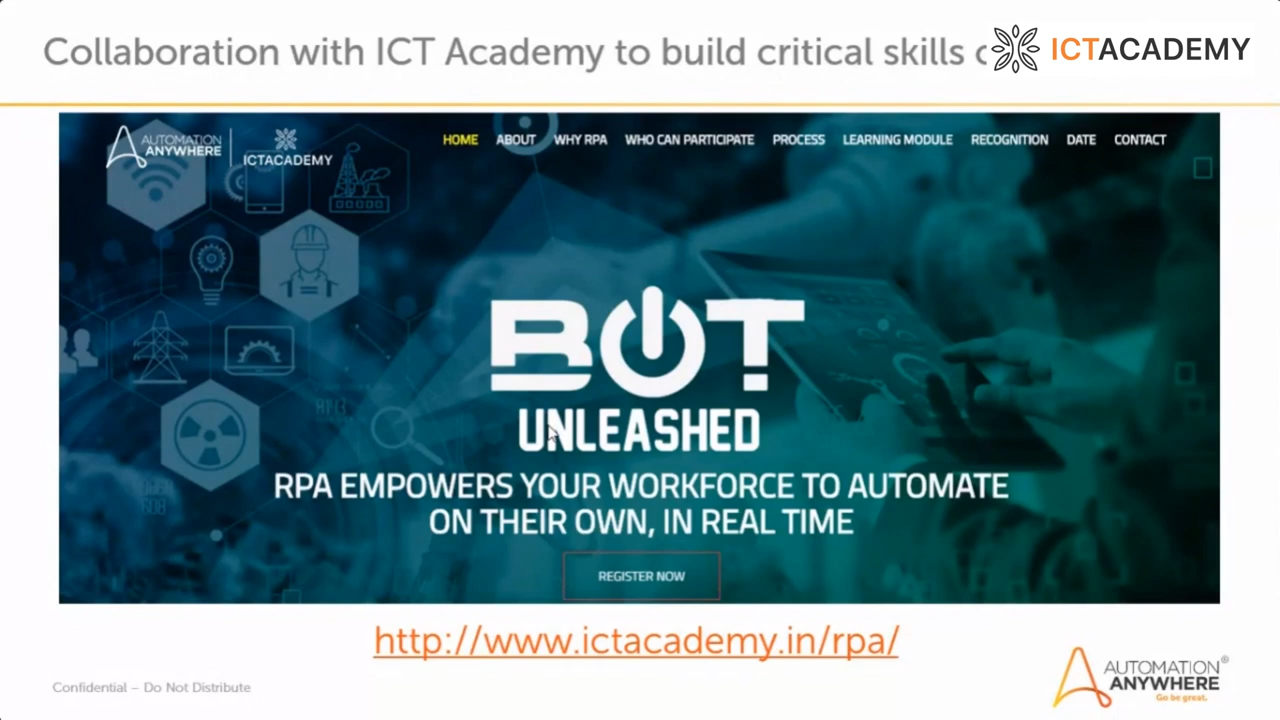 Collaboration with ICT Academy to build critical skills
ICTACADEMY
AUTOMATION
ANYWHERE
ICTACADEMY
HOME ABOUT WHY RPA WHO CAN PARTICIPATE PROCESS LEARNING MODULE RECOGNITION DATE CONTACT
BOT
UNLEASHED
RPA EMPOWERS YOUR WORKFORCE TO AUTOMATE
ON THEIR OWN, IN REAL TIME
REGISTER NOW
http://www.ictacademy.in/rpa/
Confidential – Do Not Distribute
AUTOMATION®
ANYWHERE
Go be great.